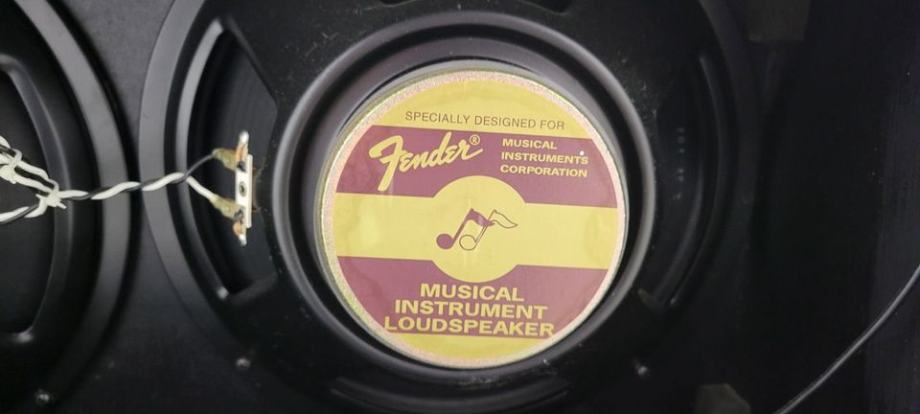 SPECIALLY DESIGNED FOR
Fender®
MUSICAL
INSTRUMENTS
CORPORATION
MUSICAL
INSTRUMENT
LOUDSPEAKER